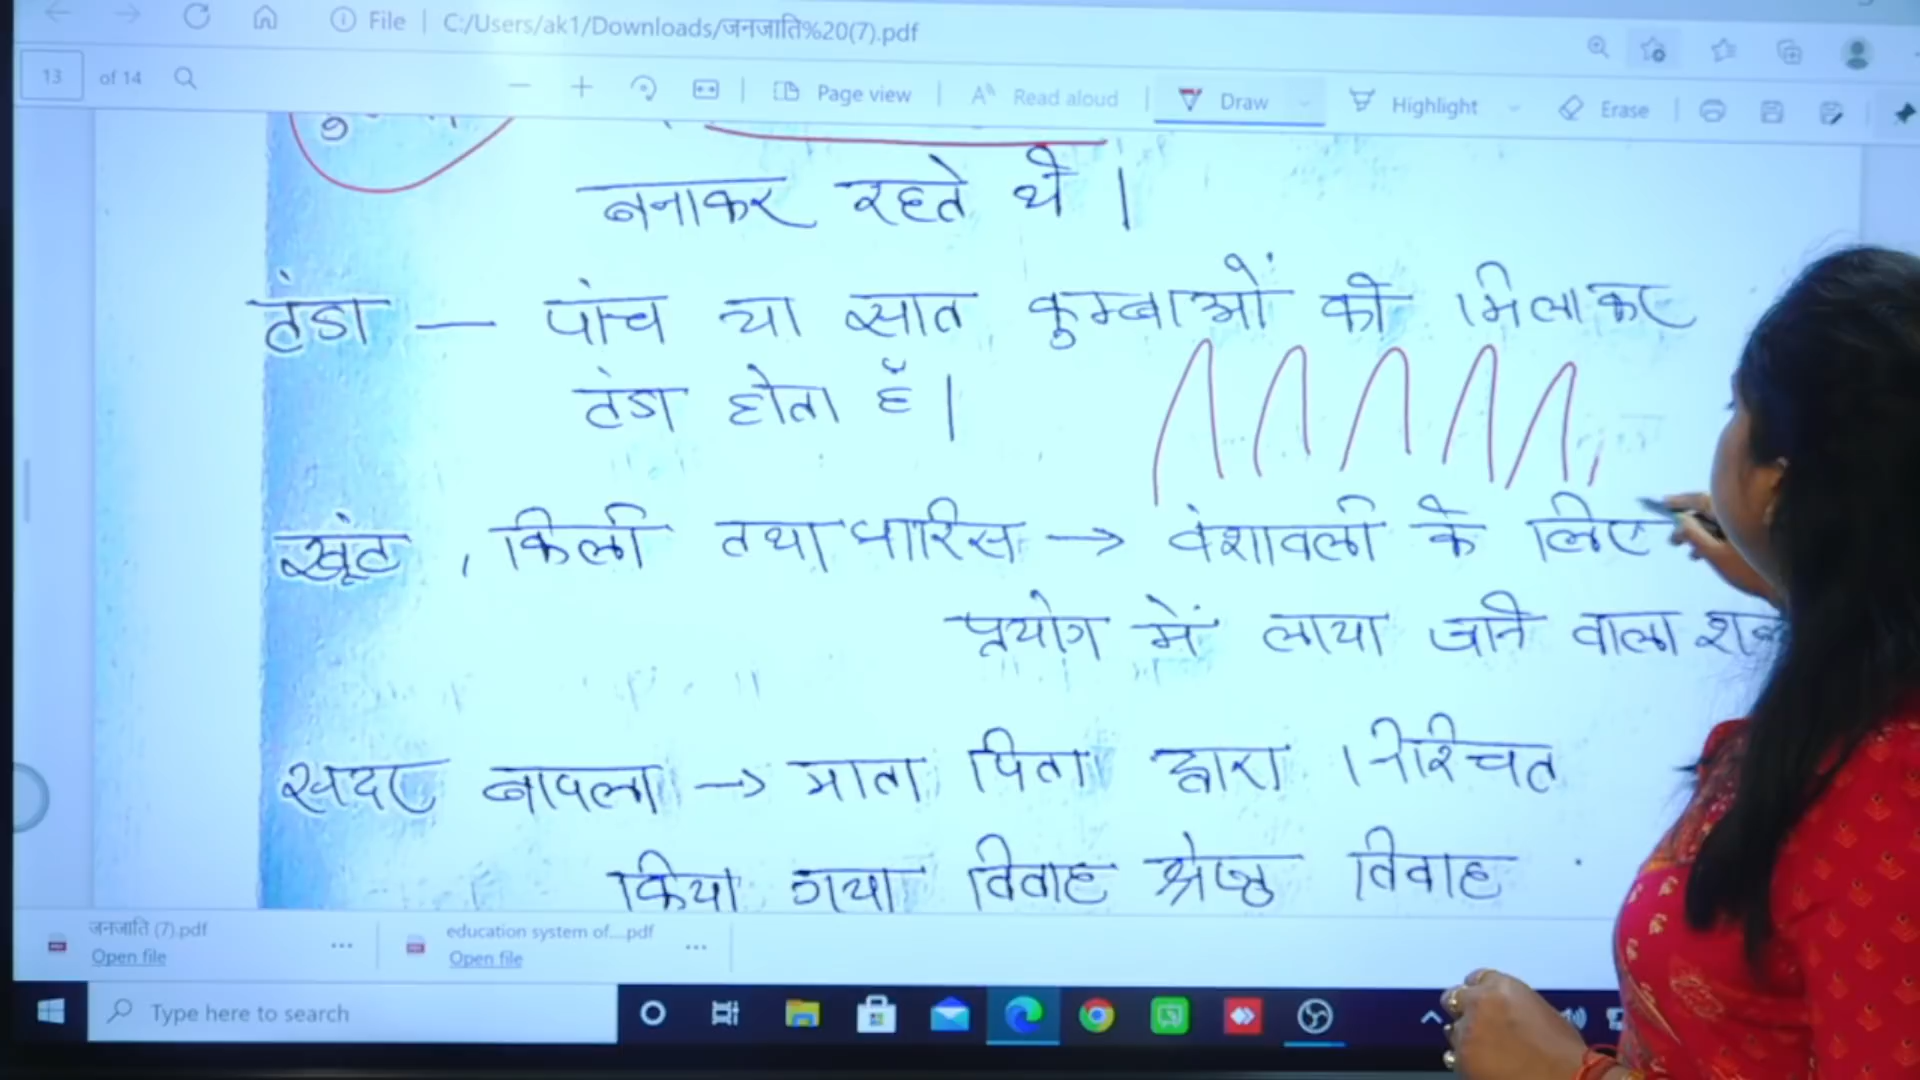 File | C:/Users/ak1/Downloads/जनजाति%20(7).pdf
13 of 14 Page view Read aloud Draw Highlight Erase
बनाकर रहते थे |
टंडा — पांच या सात कुम्बाओं को मिलाकर
टंडा होता है |
खूंट , किली तथा पारिस → वंशावली के लिए
प्रयोग में लाया जाने वाला
सदर बापला → माता पिता द्वारा निश्चित
किया गया विवाह श्रेष्ठ विवाह
जनजाति (7).pdf
Open file
education system of....pdf
Open file
Type here to search